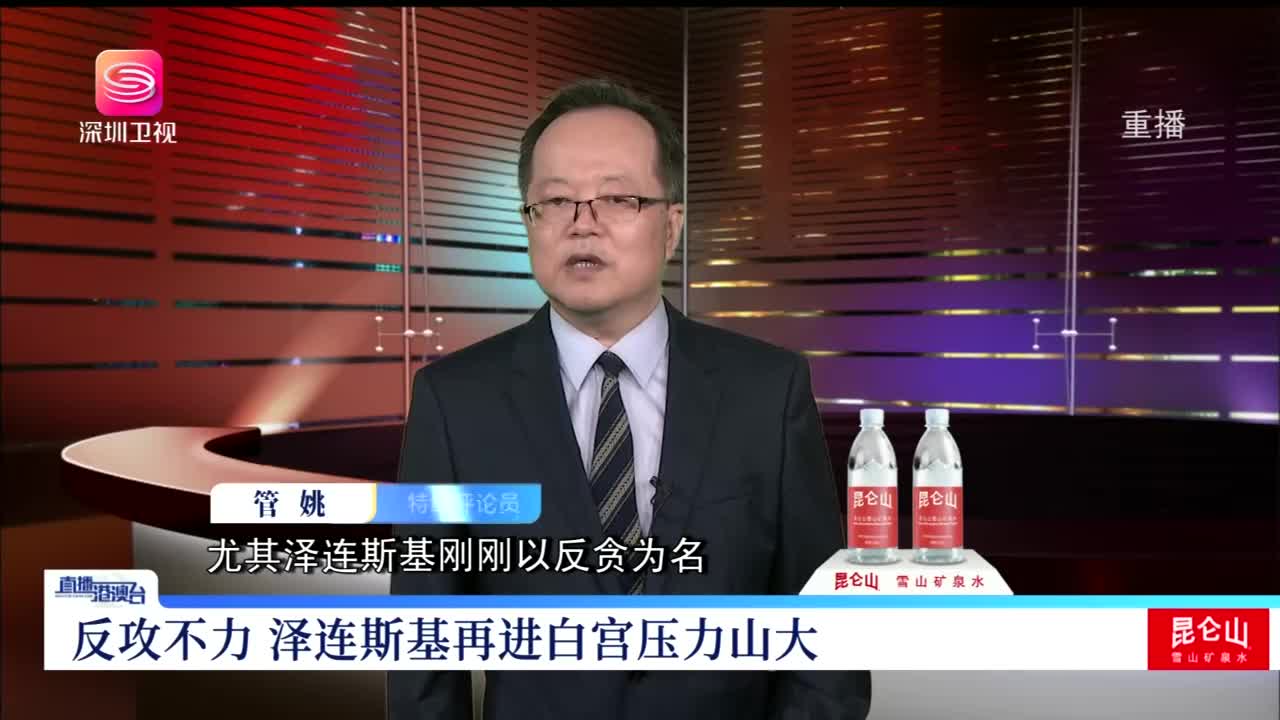 深圳卫视
重播
管 姚
特约评论员
尤其泽连斯基刚刚以反贪为名
昆仑山
昆仑山
昆仑山 雪山矿泉水
直播港澳台
反攻不力 泽连斯基再进白宫压力山大
昆仑山
雪山矿泉水